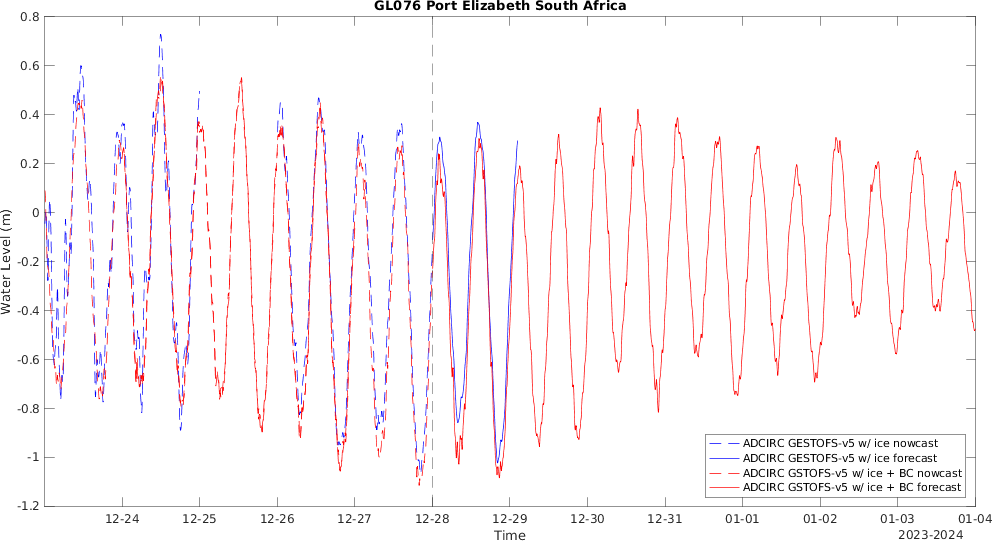 GL076 Port Elizabeth South Africa
0.8
0.6
0.4
0.2
0
-0.2
-0.4
-0.6
-0.8
-1
-1.2
Water Level (m)
ADCIRC GESTOFS-v5 w/ ice nowcast
ADCIRC GESTOFS-v5 w/ ice forecast
ADCIRC GSTOFS-v5 w/ ice + BC nowcast
ADCIRC GSTOFS-v5 w/ ice + BC forecast
12-24 12-25 12-26 12-27 12-28 12-29 12-30 12-31 01-01 01-02 01-03 01-04
Time
2023-2024